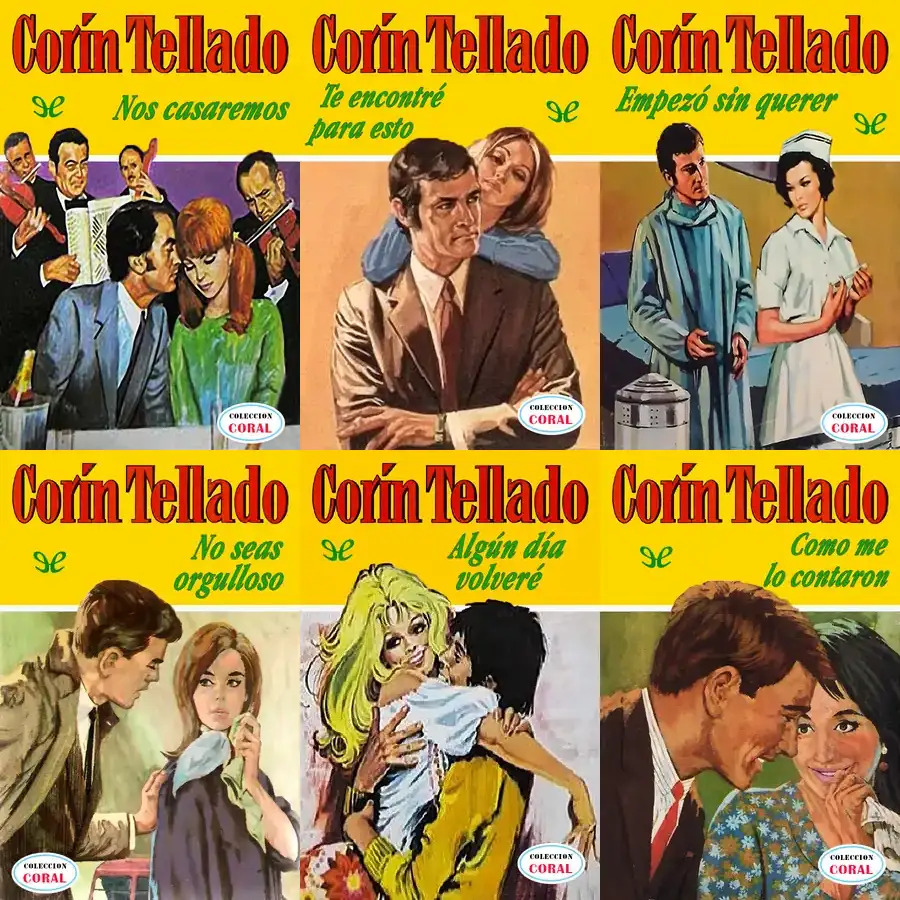 Corín Tellado
Nos casaremos
COLECCION
CORAL
Corín Tellado
Te encontré
para esto
COLECCION
CORAL
Corín Tellado
Empezó sin querer
COLECCION
CORAL
Corín Tellado
No seas
orgulloso
COLECCION
CORAL
Corín Tellado
Algún día
volveré
COLECCION
CORAL
Corín Tellado
Como me
lo contaron
COLECCION
CORAL